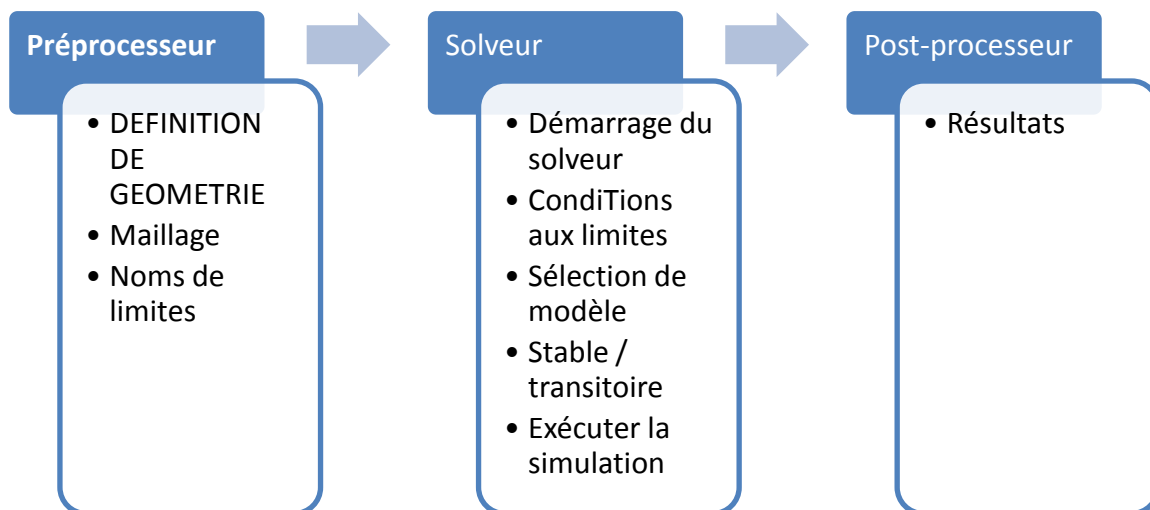 Préprocesseur
• DEFINITION
DE
GEOMETRIE
• Maillage
• Noms de
limites
Solveur
• Démarrage du
solveur
• CondiTions
aux limites
• Sélection de
modèle
• Stable /
transitoire
• Exécuter la
simulation
Post-processeur
• Résultats